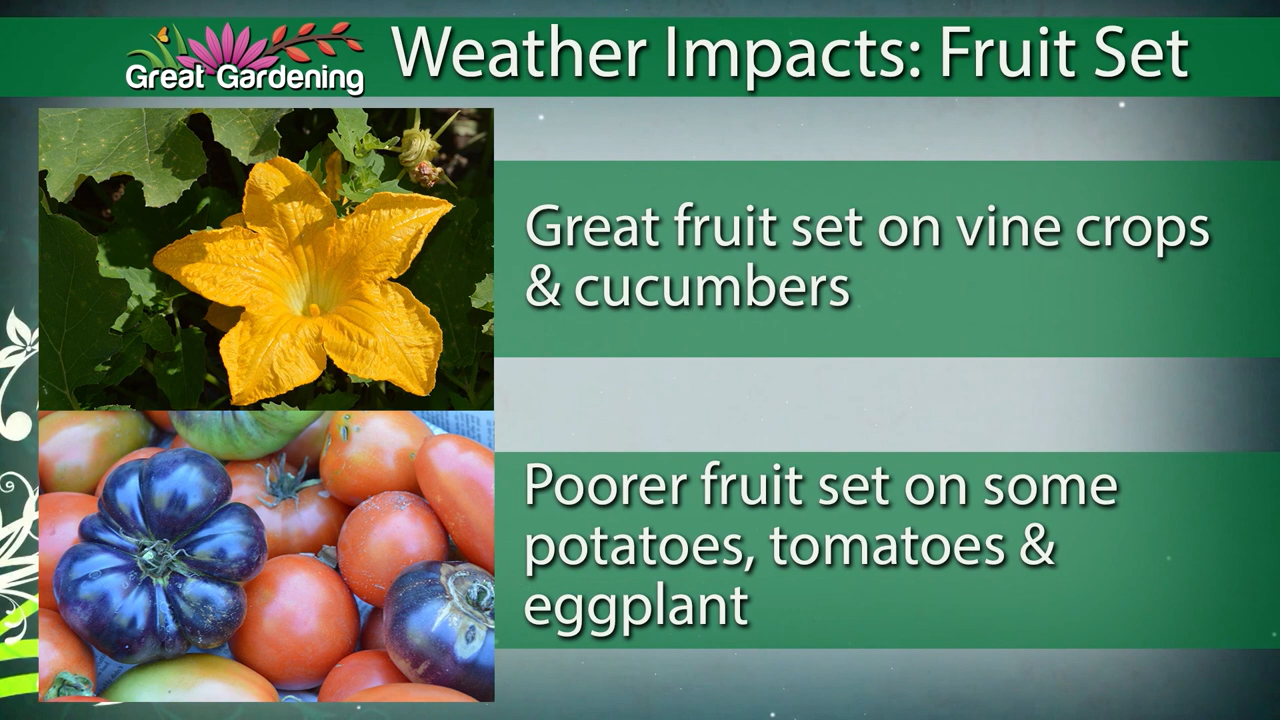 Great Gardening
Weather Impacts: Fruit Set
Great fruit set on vine crops
& cucumbers
Poorer fruit set on some
potatoes, tomatoes &
eggplant